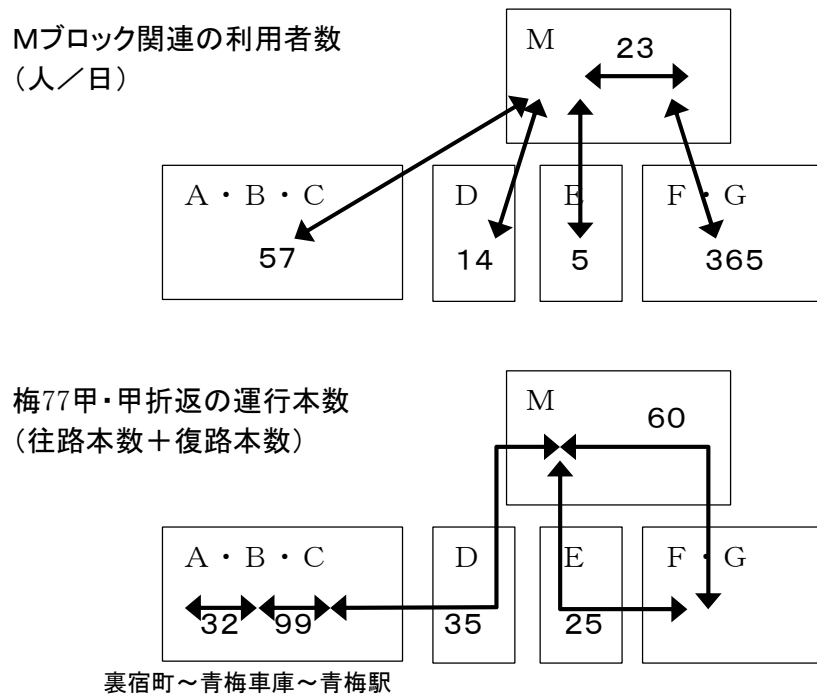 Mブロック関連の利用者数
(人／日)
M
23
A・B・C
D
E
F・G
57
14
5
365
梅77甲・甲折返の運行本数
(往路本数＋復路本数)
M
60
A・B・C
D
E
F・G
32
99
35
25
裏宿町～青梅車庫～青梅駅